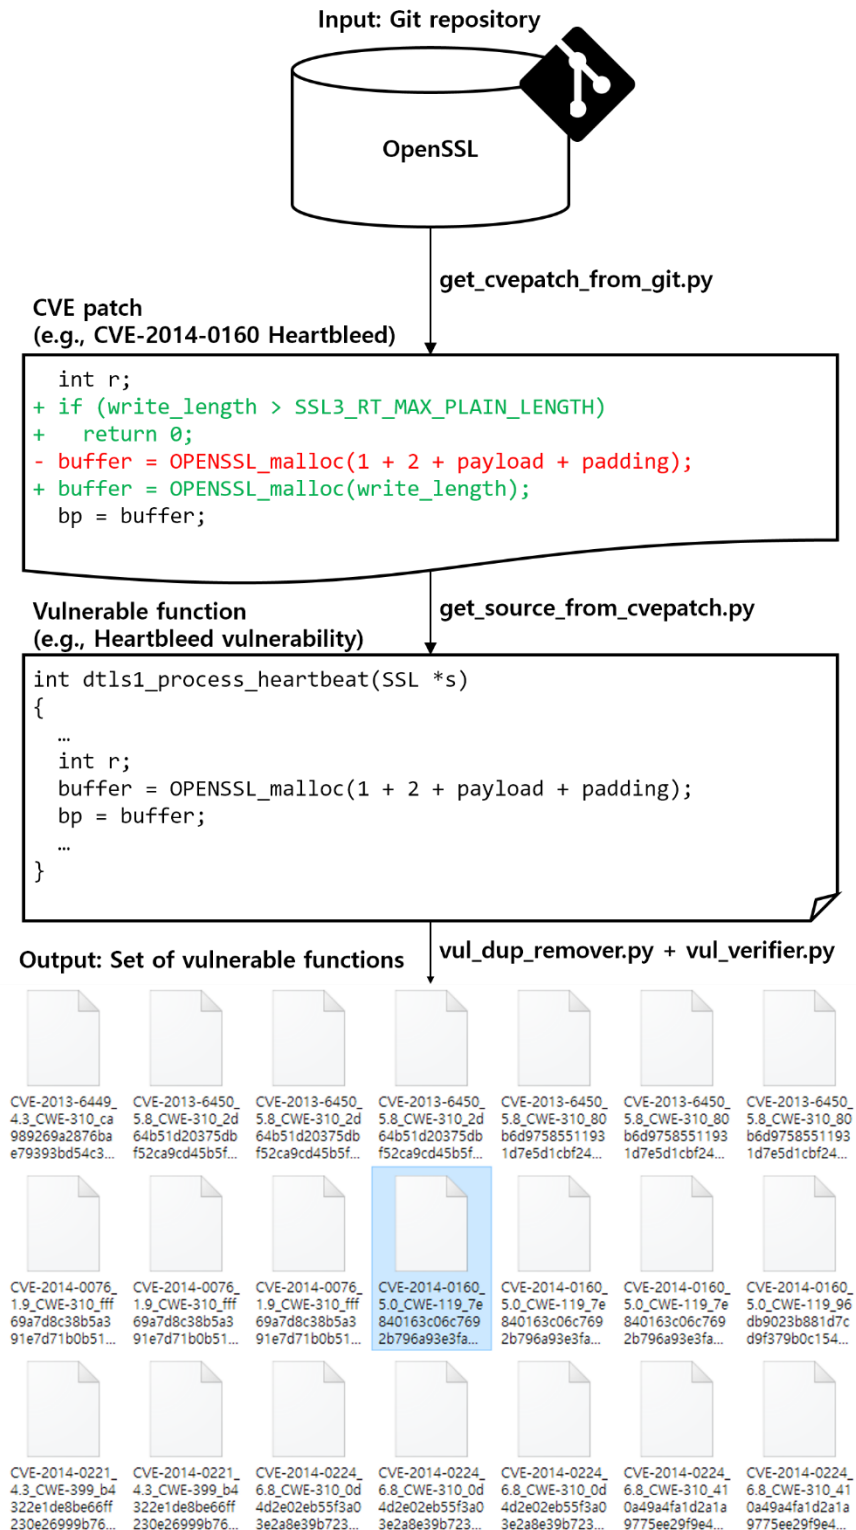 Input: Git repository
OpenSSL
get_cvepatch_from_git.py
CVE patch
(e.g., CVE-2014-0160 Heartbleed)
int r;
+ if (write_length > SSL3_RT_MAX_PLAIN_LENGTH)
+ return 0;
- buffer = OPENSSL_malloc(1 + 2 + payload + padding);
+ buffer = OPENSSL_malloc(write_length);
bp = buffer;
get_source_from_cvepatch.py
Vulnerable function
(e.g., Heartbleed vulnerability)
int dtls1_process_heartbeat(SSL *s)
{
…
int r;
buffer = OPENSSL_malloc(1 + 2 + payload + padding);
bp = buffer;
…
}
vul_dup_remover.py + vul_verifier.py
Output: Set of vulnerable functions
CVE-2013-6449_
4.3_CWE-310_ca
989269a2876ba
e79393bd54c3...
CVE-2013-6450_
5.8_CWE-310_2d
64b51d20375db
f52ca9cd45b5f...
CVE-2013-6450_
5.8_CWE-310_2d
64b51d20375db
f52ca9cd45b5f...
CVE-2013-6450_
5.8_CWE-310_2d
64b51d20375db
f52ca9cd45b5f...
CVE-2013-6450_
5.8_CWE-310_80
b6d9758551193
1d7e5d1cbf24...
CVE-2013-6450_
5.8_CWE-310_80
b6d9758551193
1d7e5d1cbf24...
CVE-2013-6450_
5.8_CWE-310_80
b6d9758551193
1d7e5d1cbf24...
CVE-2014-0076_
1.9_CWE-310_fff
69a7d8c38b5a3
91e7d71b0b51...
CVE-2014-0076_
1.9_CWE-310_fff
69a7d8c38b5a3
91e7d71b0b51...
CVE-2014-0076_
1.9_CWE-310_fff
69a7d8c38b5a3
91e7d71b0b51...
CVE-2014-0160_
5.0_CWE-119_7e
840163c06c769
2b796a93e3fa...
CVE-2014-0160_
5.0_CWE-119_7e
840163c06c769
2b796a93e3fa...
CVE-2014-0160_
5.0_CWE-119_7e
840163c06c769
2b796a93e3fa...
CVE-2014-0160_
5.0_CWE-119_96
db9023b881d7c
d9f379b0c154...
CVE-2014-0221_
4.3_CWE-399_b4
322e1de8be66ff
230e26999b76...
CVE-2014-0221_
4.3_CWE-399_b4
322e1de8be66ff
230e26999b76...
CVE-2014-0224_
6.8_CWE-310_0d
4d2e02eb55f3a0
3e2a8e39b723...
CVE-2014-0224_
6.8_CWE-310_0d
4d2e02eb55f3a0
3e2a8e39b723...
CVE-2014-0224_
6.8_CWE-310_0d
4d2e02eb55f3a0
3e2a8e39b723...
CVE-2014-0224_
6.8_CWE-310_41
0a49a4fa1d2a1a
9775ee29f9e4...
CVE-2014-0224_
6.8_CWE-310_41
0a49a4fa1d2a1a
9775ee29f9e4...